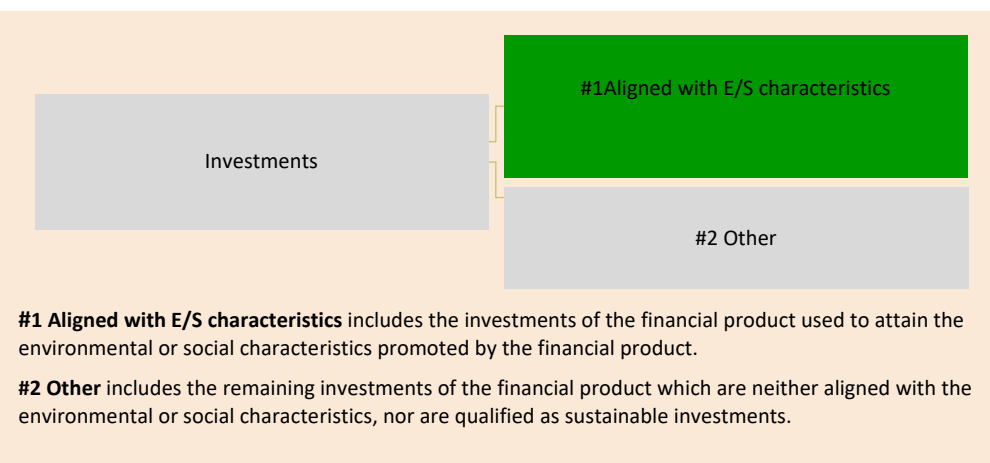 #1Aligned with E/S characteristics
Investments
#2 Other
#1 Aligned with E/S characteristics includes the investments of the financial product used to attain the
environmental or social characteristics promoted by the financial product.
#2 Other includes the remaining investments of the financial product which are neither aligned with the
environmental or social characteristics, nor are qualified as sustainable investments.